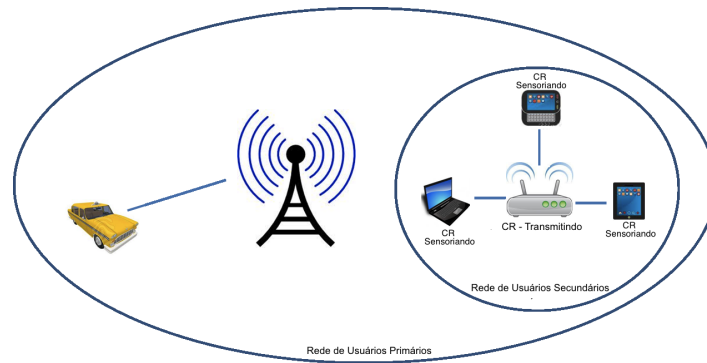 CR
Sensoriando
CR
Sensoriando
CR - Transmitindo
CR
Sensoriando
Rede de Usuários Secundários
Rede de Usuários Primários